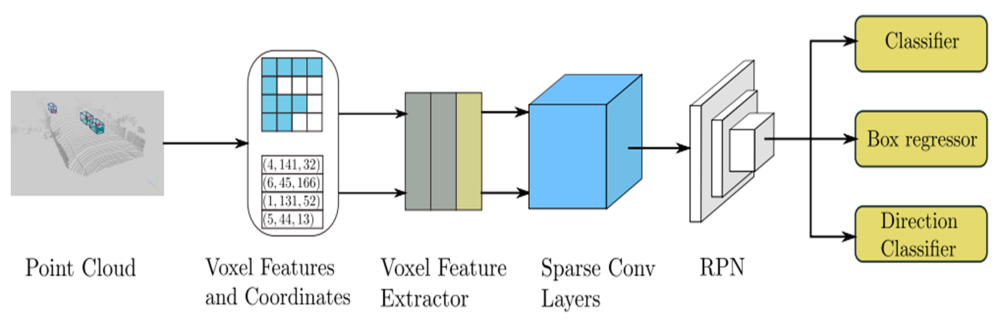 Classifier
(4, 141, 32)
(6, 45, 166)
(1, 131, 52)
(5, 44, 13)
Box regressor
Direction
Classifier
Point Cloud
Voxel Features
and Coordinates
Voxel Feature
Extractor
Sparse Conv
Layers
RPN